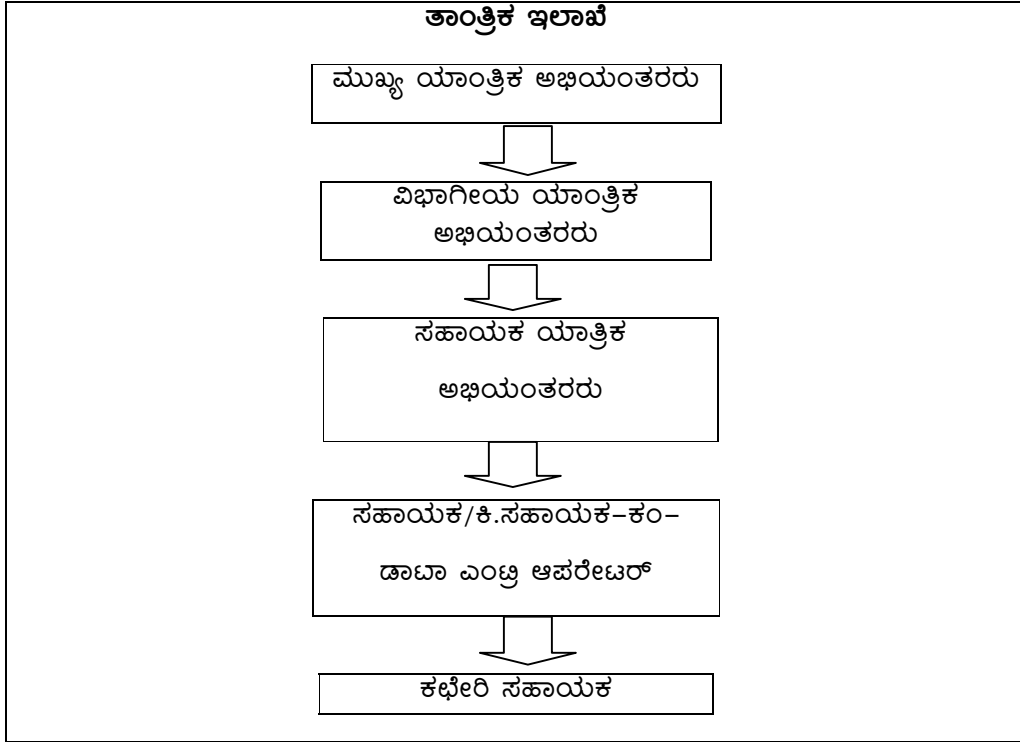 ತಾಂತ್ರಿಕ ಇಲಾಖೆ
ಮುಖ್ಯ ಯಾಂತ್ರಿಕ ಅಭಿಯಂತರರು
ವಿಭಾಗೀಯ ಯಾಂತ್ರಿಕ
ಅಭಿಯಂತರರು
ಸಹಾಯಕ ಯಾತ್ರಿಕ
ಅಭಿಯಂತರರು
ಸಹಾಯಕ/ಕಿ.ಸಹಾಯಕ–ಕಂ–
ಡಾಟಾ ಎಂಟ್ರಿ ಆಪರೇಟರ್
ಕಛೇರಿ ಸಹಾಯಕ